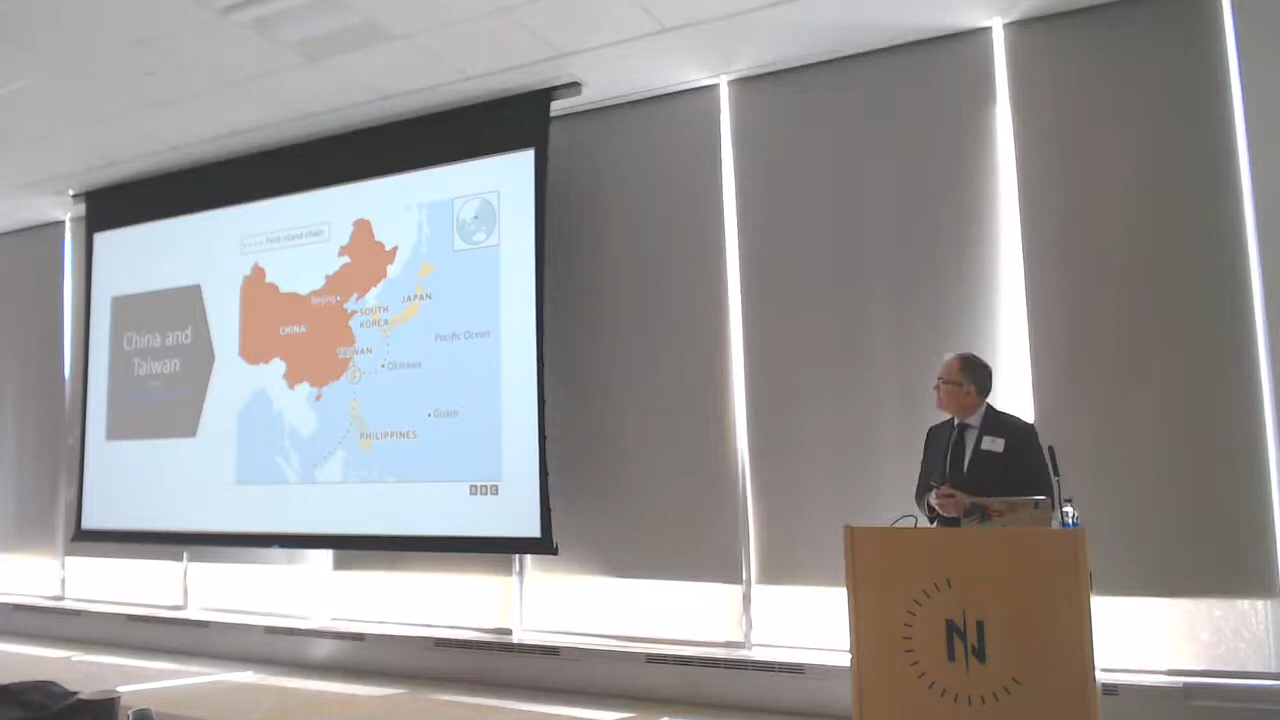 First island chain
China and
Taiwan
Beijing
CHINA
SOUTH
KOREA
JAPAN
Pacific Ocean
TAIWAN
Okinawa
Guam
PHILIPPINES
BBC
N